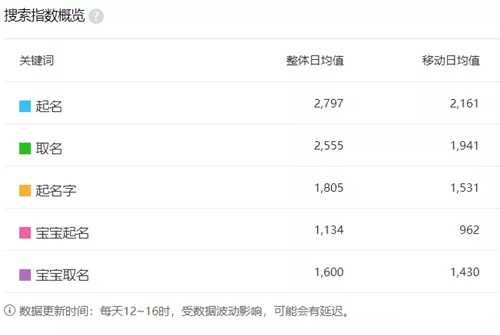 搜索指数概览 ?
关键词 整体日均值 移动日均值
起名 2,797 2,161
取名 2,555 1,941
起名字 1,805 1,531
宝宝起名 1,134 962
宝宝取名 1,600 1,430
数据更新时间：每天12~16时，受数据波动影响，可能会有延迟。